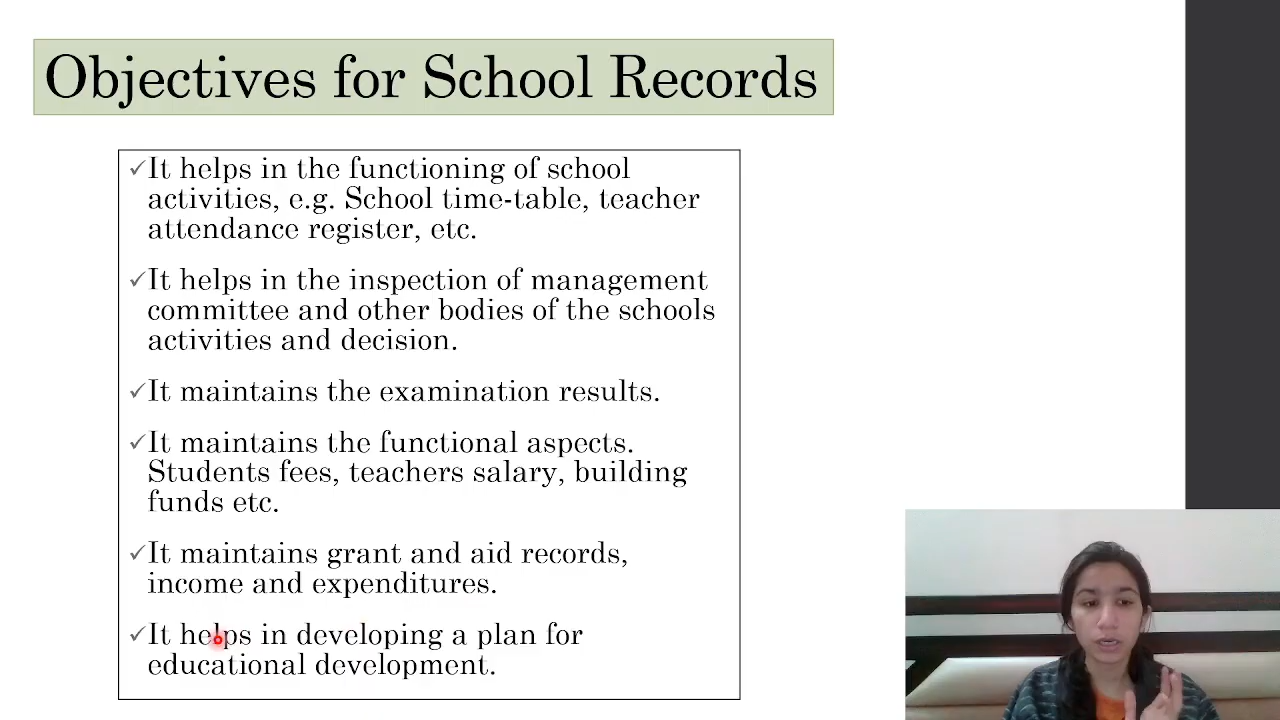 Objectives for School Records
✓It helps in the functioning of school
activities, e.g. School time-table, teacher
attendance register, etc.
✓It helps in the inspection of management
committee and other bodies of the schools
activities and decision.
✓It maintains the examination results.
✓It maintains the functional aspects.
Students fees, teachers salary, building
funds etc.
✓It maintains grant and aid records,
income and expenditures.
✓It helps in developing a plan for
educational development.